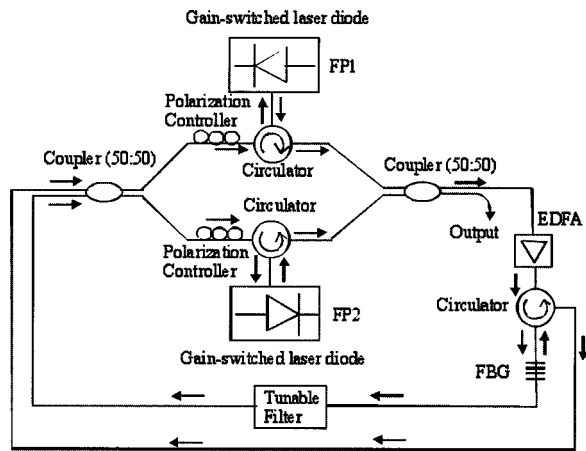 Gain-switched laser diode
FP1
Polarization
Controller
Coupler (50:50)
Circulator
Coupler (50:50)
Circulator
EDFA
Output
Polarization
Controller
Circulator
FP2
Gain-switched laser diode
FBG
Tunable
Filter